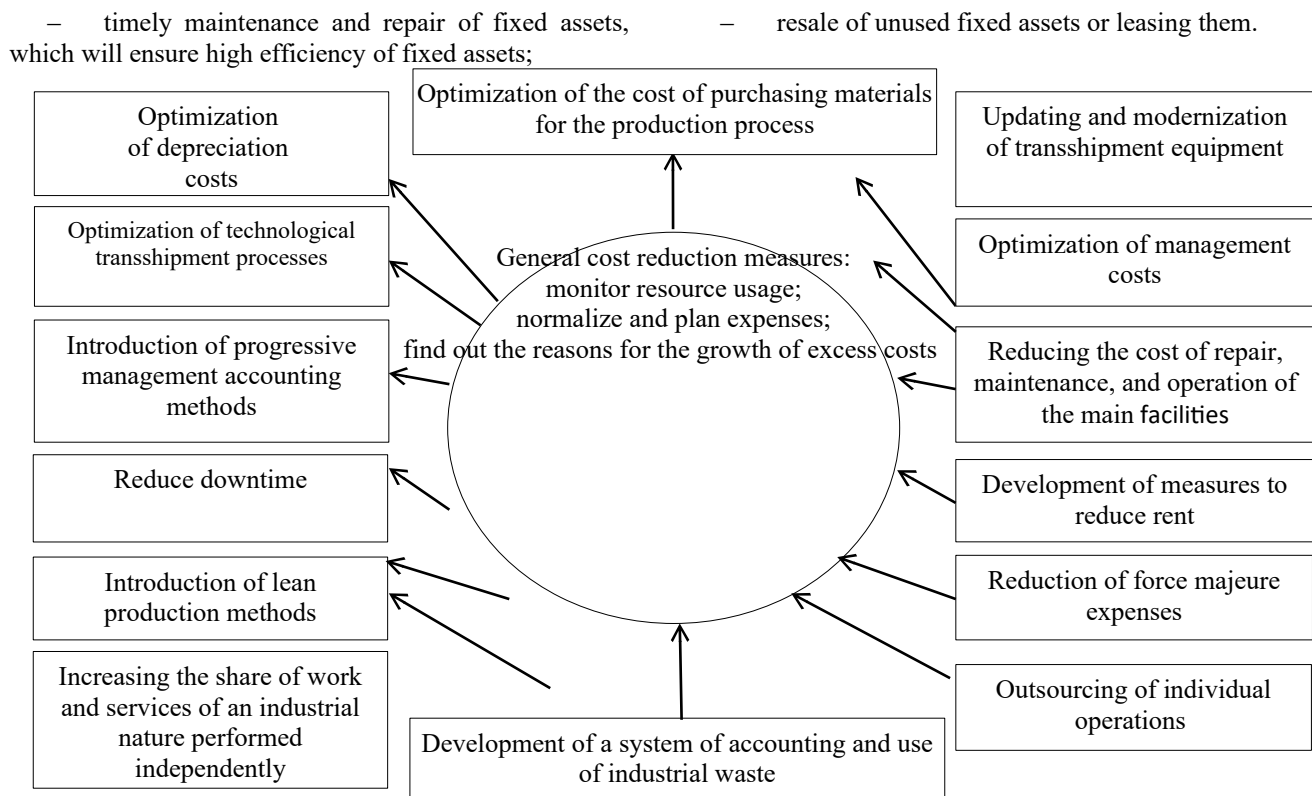 – timely maintenance and repair of fixed assets,
which will ensure high efficiency of fixed assets;
– resale of unused fixed assets or leasing them.
Optimization of the cost of purchasing materials
for the production process
Optimization
of depreciation
costs
Optimization of technological
transshipment processes
Introduction of progressive
management accounting
methods
Reduce downtime
Introduction of lean
production methods
Increasing the share of work
and services of an industrial
nature performed
independently
General cost reduction measures:
monitor resource usage;
normalize and plan expenses;
find out the reasons for the growth of excess costs
Development of a system of accounting and use
of industrial waste
Updating and modernization
of transshipment equipment
Optimization of management
costs
Reducing the cost of repair,
maintenance, and operation of
the main facilities
Development of measures to
reduce rent
Reduction of force majeure
expenses
Outsourcing of individual
operations